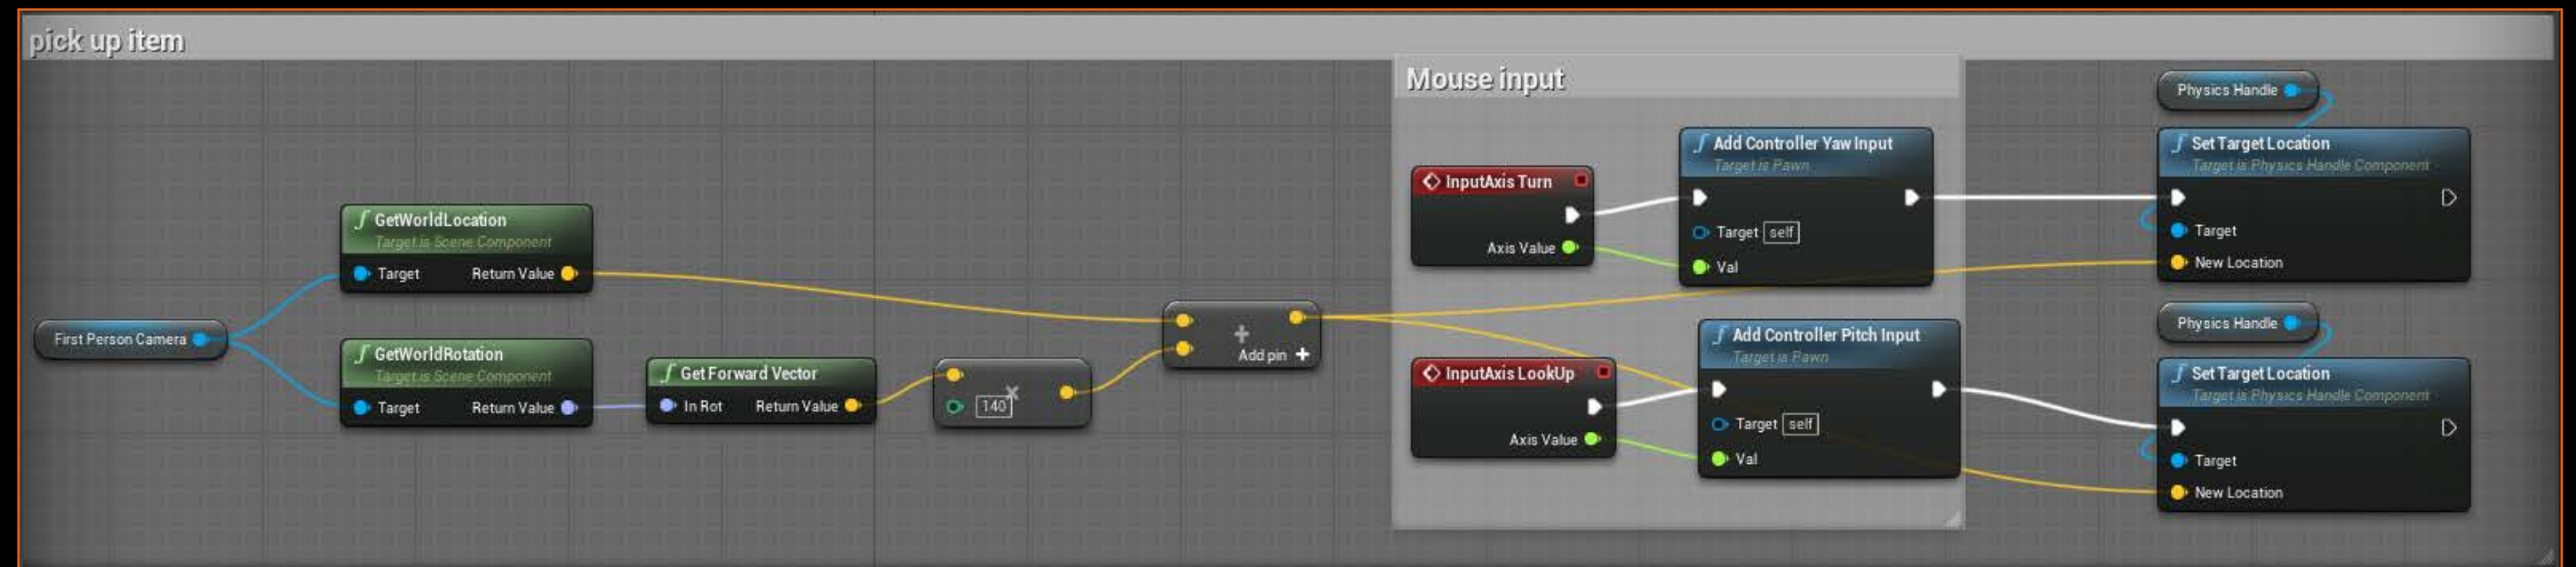 pick up item
Mouse input
First Person Camera
GetWorldLocation
Target is Scene Component
Target
Return Value
GetWorldRotation
Target is Scene Component
Target
Return Value
Get Forward Vector
In Rot
Return Value
140
Add pin
InputAxis Turn
Axis Value
Add Controller Yaw Input
Target is Pawn
Target self
Val
InputAxis LookUp
Axis Value
Add Controller Pitch Input
Target is Pawn
Target self
Val
Physics Handle
Set Target Location
Target is Physics Handle Component
Target
New Location
Physics Handle
Set Target Location
Target is Physics Handle Component
Target
New Location